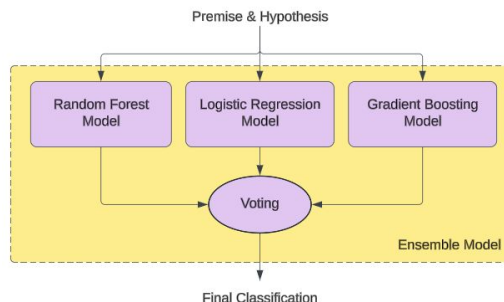 Premise & Hypothesis
Random Forest
Model
Logistic Regression
Model
Gradient Boosting
Model
Voting
Ensemble Model
Final Classification